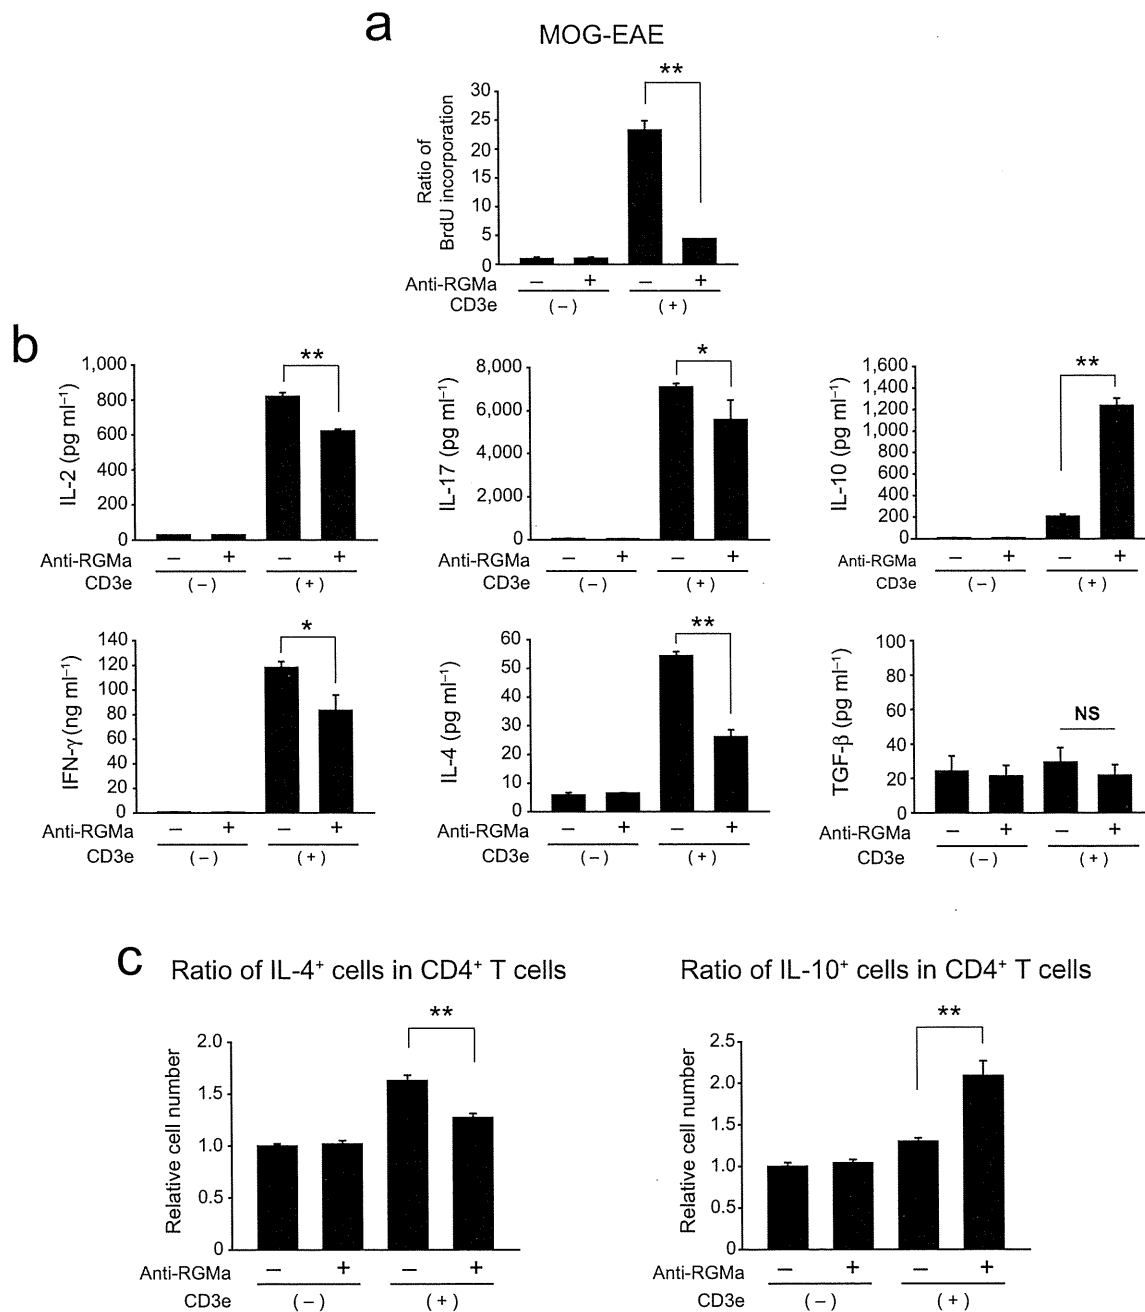 a
MOG-EAE
**
30
25
20
15
10
5
0
Ratio of
BrdU incorporation
Anti-RGMa
– + – +
CD3e
(–) (+)
b
1,000
800
600
400
200
0
IL-2 (pg ml⁻¹)
**
Anti-RGMa
– + – +
CD3e
(–) (+)
8,000
6,000
4,000
2,000
0
IL-17 (pg ml⁻¹)
*
Anti-RGMa
– + – +
CD3e
(–) (+)
1,600
1,400
1,200
1,000
800
600
400
200
0
IL-10 (pg ml⁻¹)
**
Anti-RGMa
– + – +
CD3e
(–) (+)
140
120
100
80
60
40
20
0
IFN-γ (ng ml⁻¹)
*
Anti-RGMa
– + – +
CD3e
(–) (+)
60
50
40
30
20
10
0
IL-4 (pg ml⁻¹)
**
Anti-RGMa
– + – +
CD3e
(–) (+)
100
80
60
40
20
0
TGF-β (pg ml⁻¹)
NS
Anti-RGMa
– + – +
CD3e
(–) (+)
c
Ratio of IL-4⁺ cells in CD4⁺ T cells
2.0
1.5
1.0
0.5
0
Relative cell number
**
Anti-RGMa
– + – +
CD3e
(–) (+)
Ratio of IL-10⁺ cells in CD4⁺ T cells
2.5
2.0
1.5
1.0
0.5
0
Relative cell number
**
Anti-RGMa
– + – +
CD3e
(–) (+)